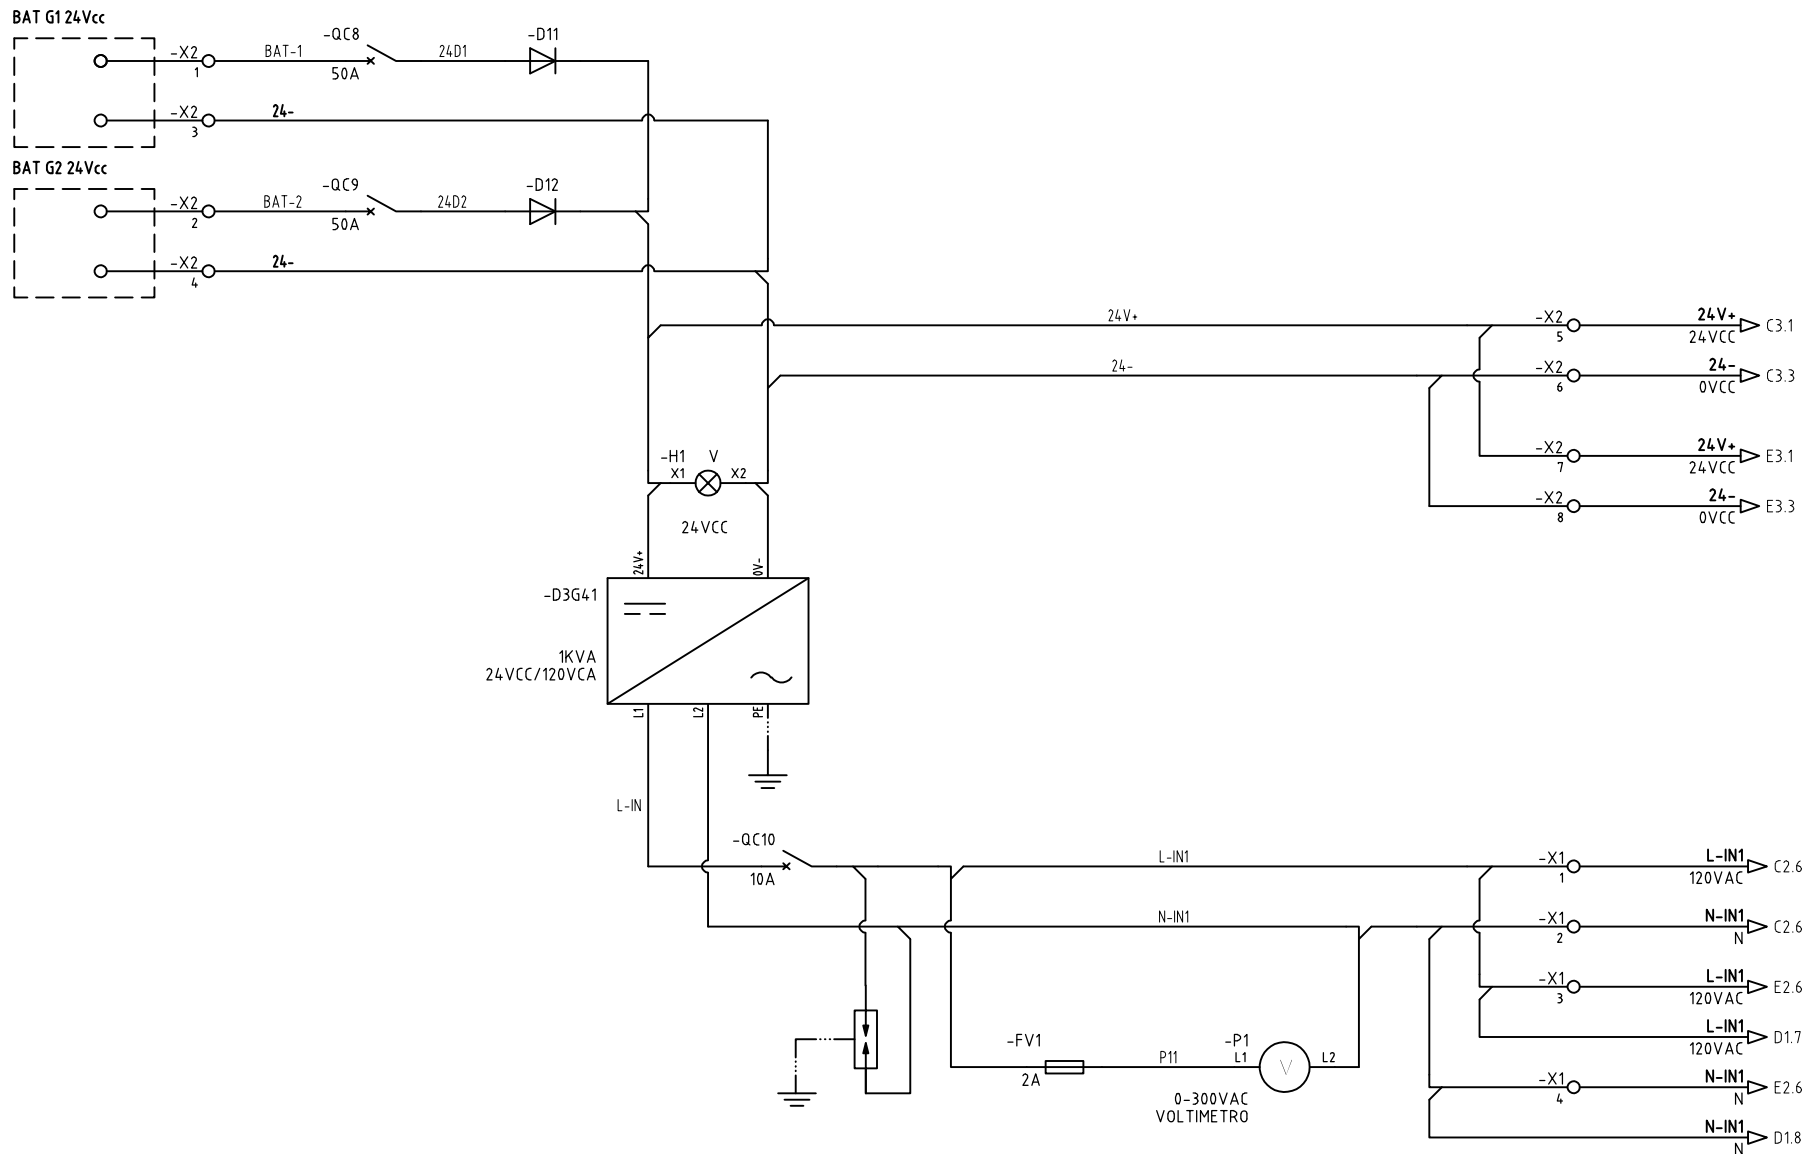 BAT G1 24Vcc
-X2
1
BAT-1
-QC8
50A
24D1
-D11
-X2
3
24-
BAT G2 24Vcc
-X2
2
BAT-2
-QC9
50A
24D2
-D12
-X2
4
24-
24V+
-X2
5
24V+
24VCC
C3.1
24-
-X2
6
24-
0VCC
C3.3
-X2
7
24V+
24VCC
E3.1
-X2
8
24-
0VCC
E3.3
-H1 V
X1 X2
24VCC
24V+
0V-
-D3G41
1KVA
24VCC/120VCA
L1
L2
PE
L-IN
-QC10
10A
L-IN1
-X1
1
L-IN1
120VAC
C2.6
N-IN1
-X1
2
N-IN1
N
C2.6
-X1
3
L-IN1
120VAC
E2.6
L-IN1
120VAC
D1.7
-FV1
2A
P11
-P1
L1
V
L2
0-300VAC
VOLTIMETRO
-X1
4
N-IN1
N
E2.6
N-IN1
N
D1.8